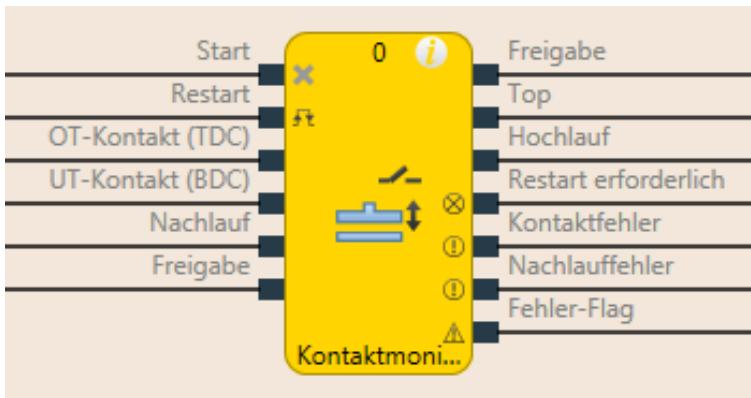 Start
Restart
OT-Kontakt (TDC)
UT-Kontakt (BDC)
Nachlauf
Freigabe
0
i
Kontaktmoni...
Freigabe
Top
Hochlauf
Restart erforderlich
Kontaktfehler
Nachlauffehler
Fehler-Flag